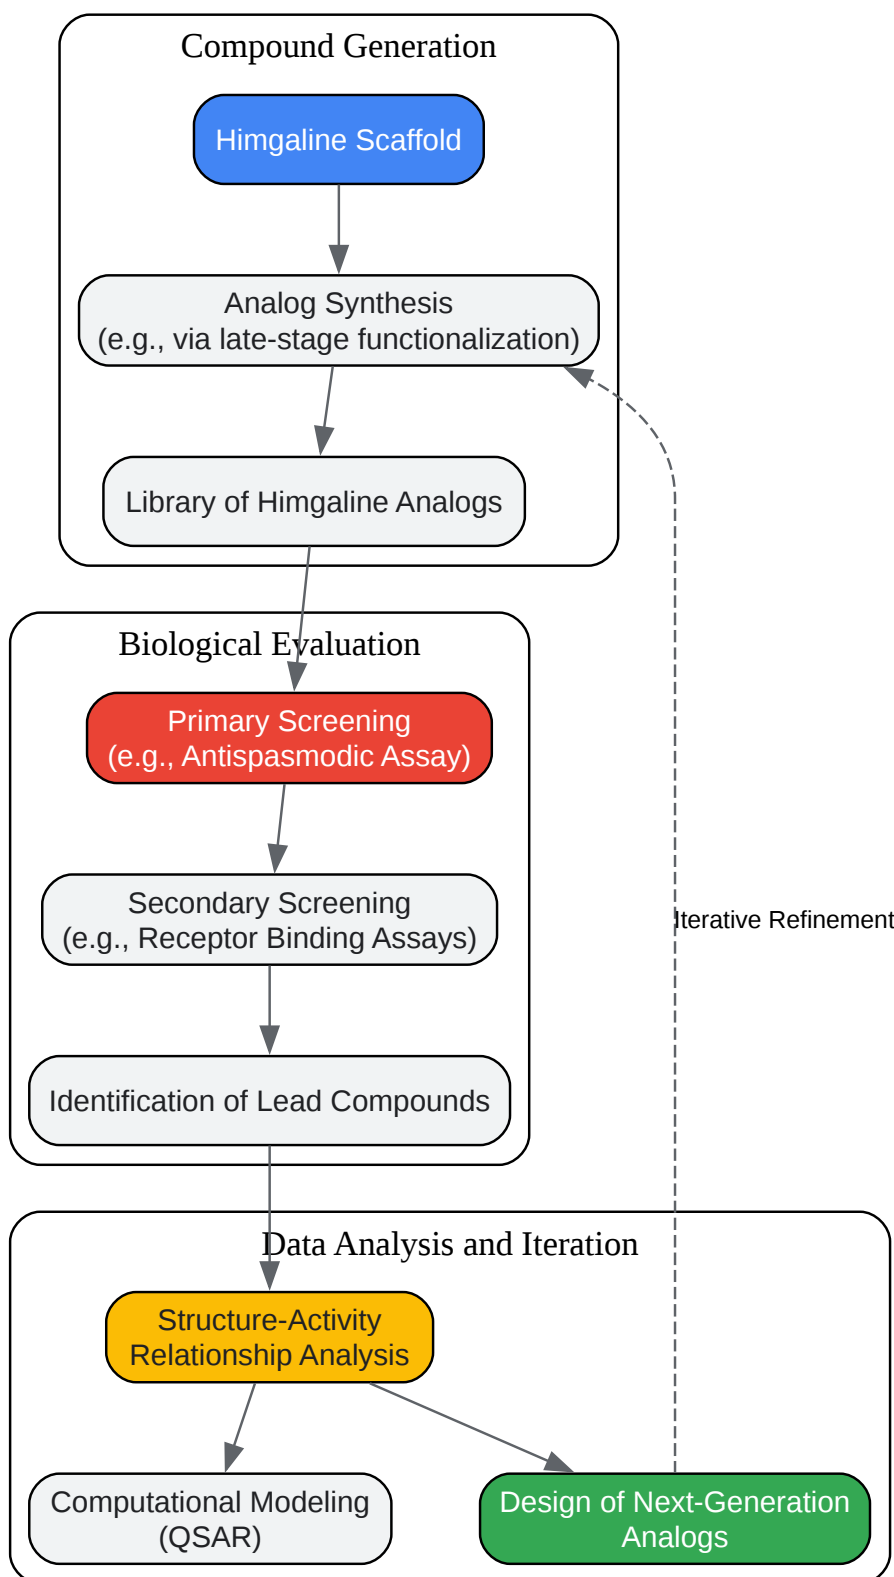 Compound Generation
Himgaline Scaffold
Analog Synthesis
(e.g., via late-stage functionalization)
Library of Himgaline Analogs
Biological Evaluation
Primary Screening
(e.g., Antispasmodic Assay)
Secondary Screening
(e.g., Receptor Binding Assays)
Iterative Refinement
Identification of Lead Compounds
Data Analysis and Iteration
Structure-Activity
Relationship Analysis
Computational Modeling
(QSAR)
Design of Next-Generation
Analogs